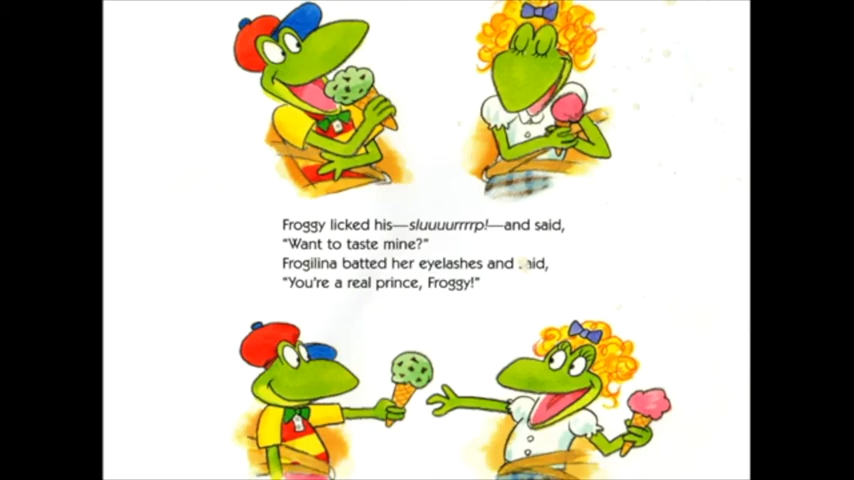 Froggy licked his—sluuuurrrrp!—and said,
"Want to taste mine?"
Frogilina batted her eyelashes and said,
"You're a real prince, Froggy!"